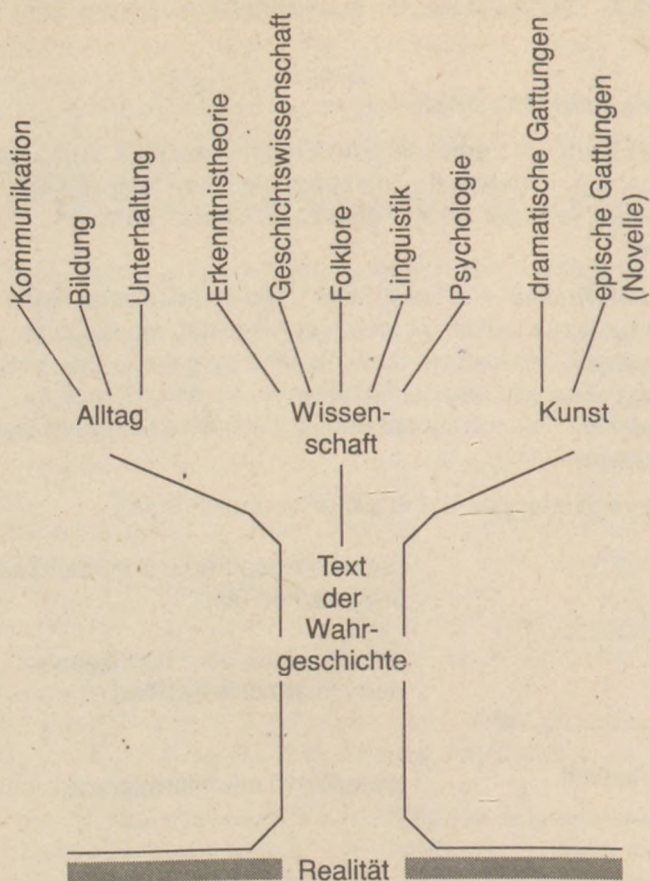 Kommunikation
Bildung
Unterhaltung
Erkenntnistheorie
Geschichtswissenschaft
Folklore
Linguistik
Psychologie
dramatische Gattungen
epische Gattungen
(Novelle)
Alltag
Wissen-
schaft
Kunst
Text
der
Wahr-
geschichte
Realität